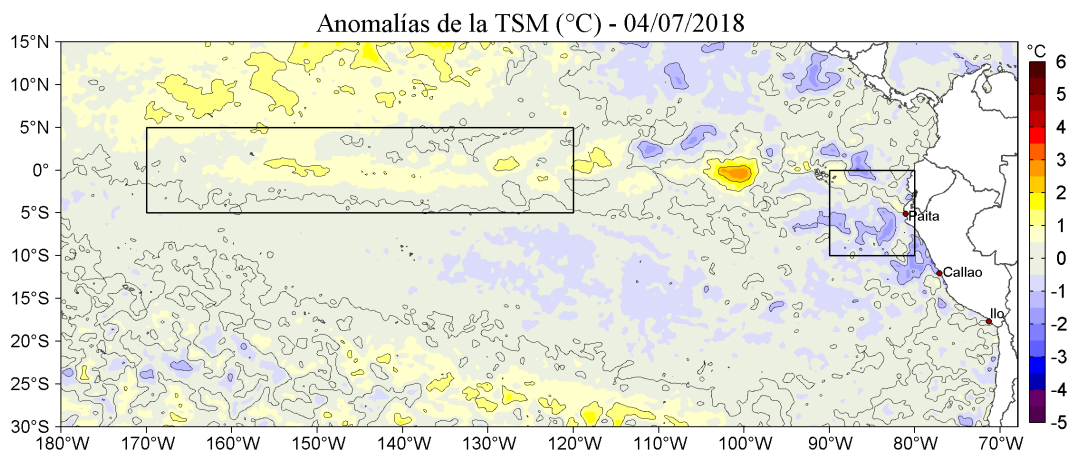 Anomalías de la TSM (°C) - 04/07/2018
15°N
10°N
5°N
0°
5°S
10°S
15°S
20°S
25°S
30°S
180°W
170°W
160°W
150°W
140°W
130°W
120°W
110°W
100°W
90°W
80°W
70°W
Paita
Callao
Ilo
°C
6
5
4
3
2
1
0
-1
-2
-3
-4
-5